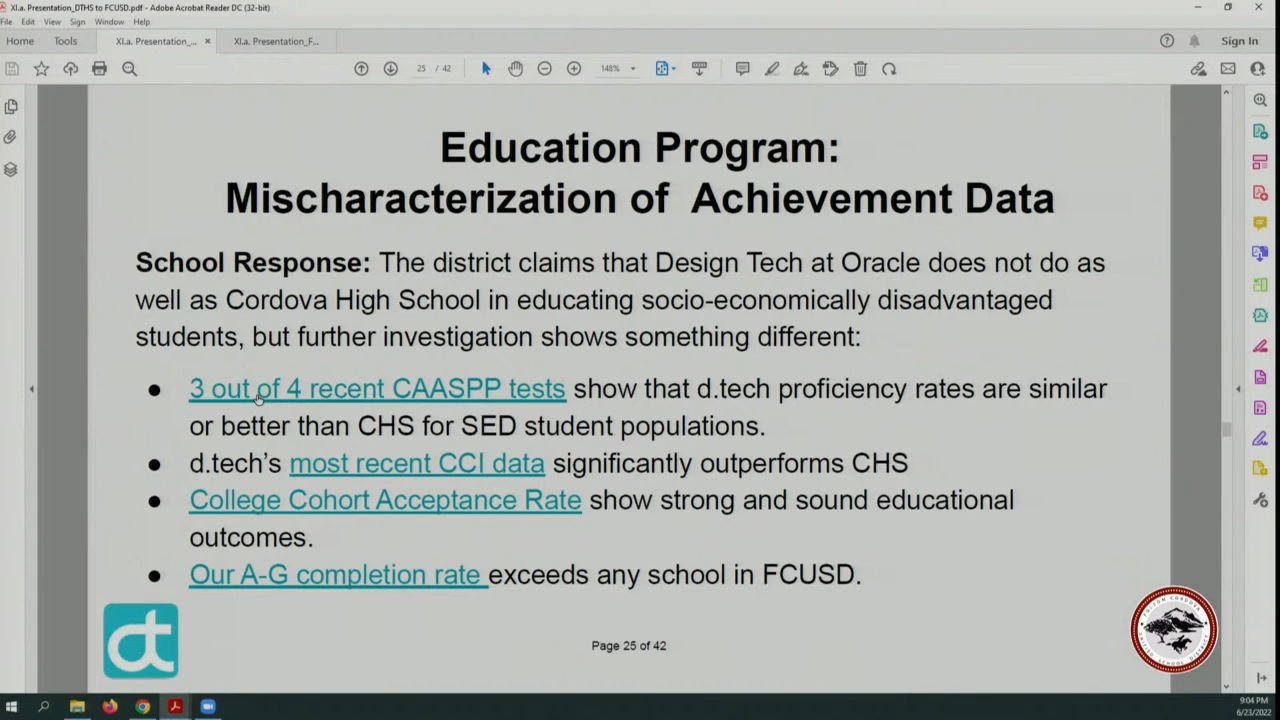 XI.a. Presentation_DTHS to FCUSD.pdf - Adobe Acrobat Reader DC (32-bit)
File Edit View Sign Window Help
Home Tools XI.a. Presentation_... × XI.a. Presentation_F... Sign In
25 / 42 148%
Education Program:
Mischaracterization of Achievement Data
School Response: The district claims that Design Tech at Oracle does not do as
well as Cordova High School in educating socio-economically disadvantaged
students, but further investigation shows something different:
● 3 out of 4 recent CAASPP tests show that d.tech proficiency rates are similar
or better than CHS for SED student populations.
● d.tech's most recent CCI data significantly outperforms CHS
● College Cohort Acceptance Rate show strong and sound educational
outcomes.
● Our A-G completion rate exceeds any school in FCUSD.
dt
FOLSOM CORDOVA
UNIFIED SCHOOL DISTRICT
Page 25 of 42
9:04 PM
6/23/2022